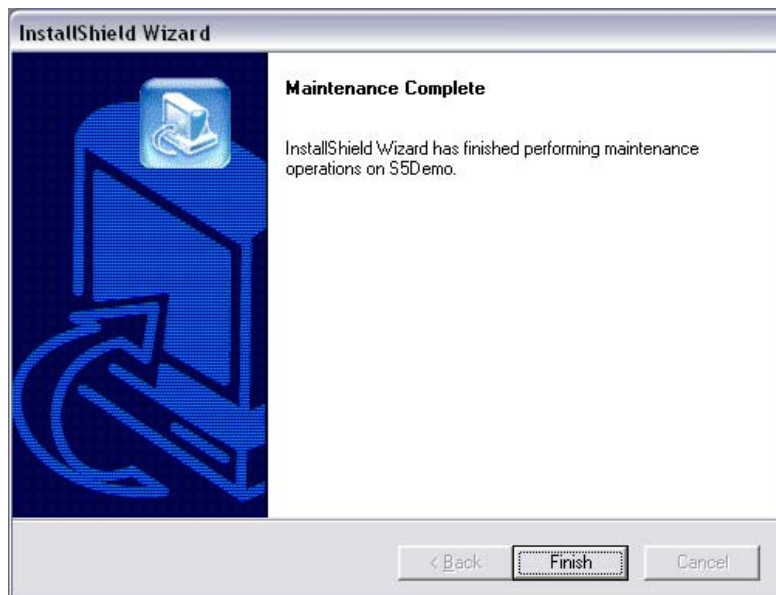 InstallShield Wizard
Maintenance Complete
InstallShield Wizard has finished performing maintenance
operations on S5Demo.
< Back
Finish
Cancel